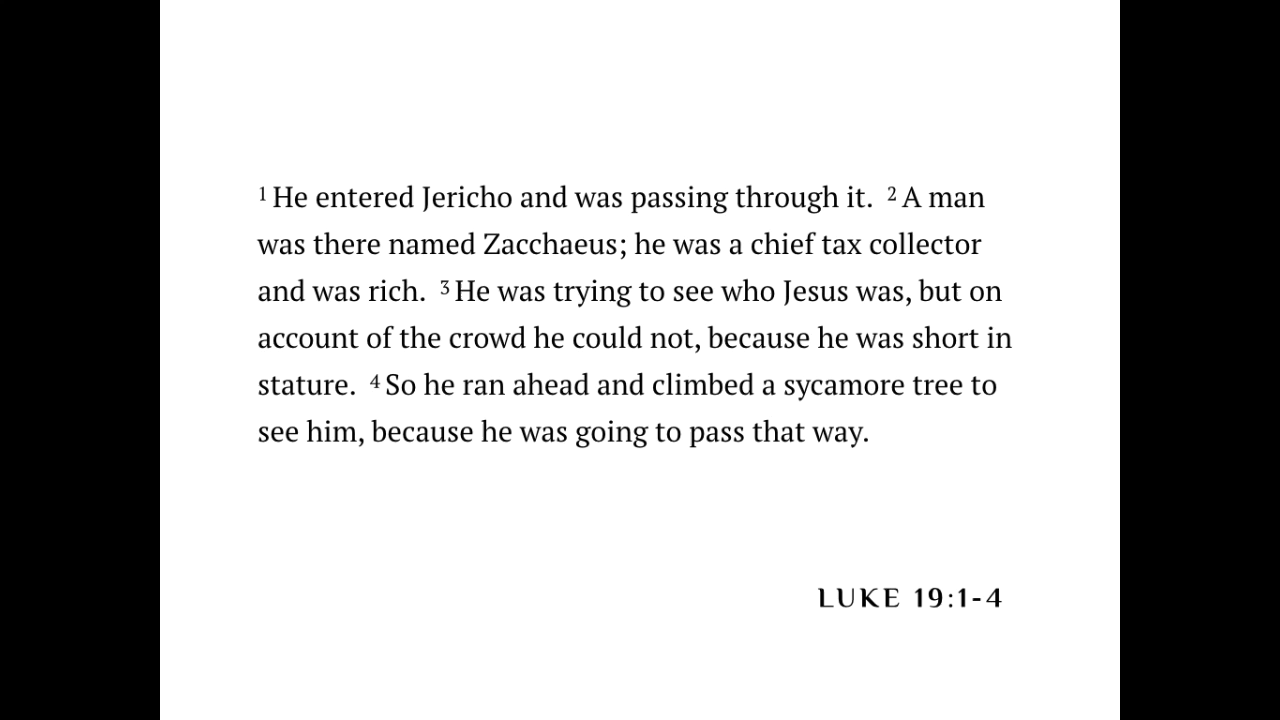 1 He entered Jericho and was passing through it. 2 A man
was there named Zacchaeus; he was a chief tax collector
and was rich. 3 He was trying to see who Jesus was, but on
account of the crowd he could not, because he was short in
stature. 4 So he ran ahead and climbed a sycamore tree to
see him, because he was going to pass that way.
LUKE 19:1-4